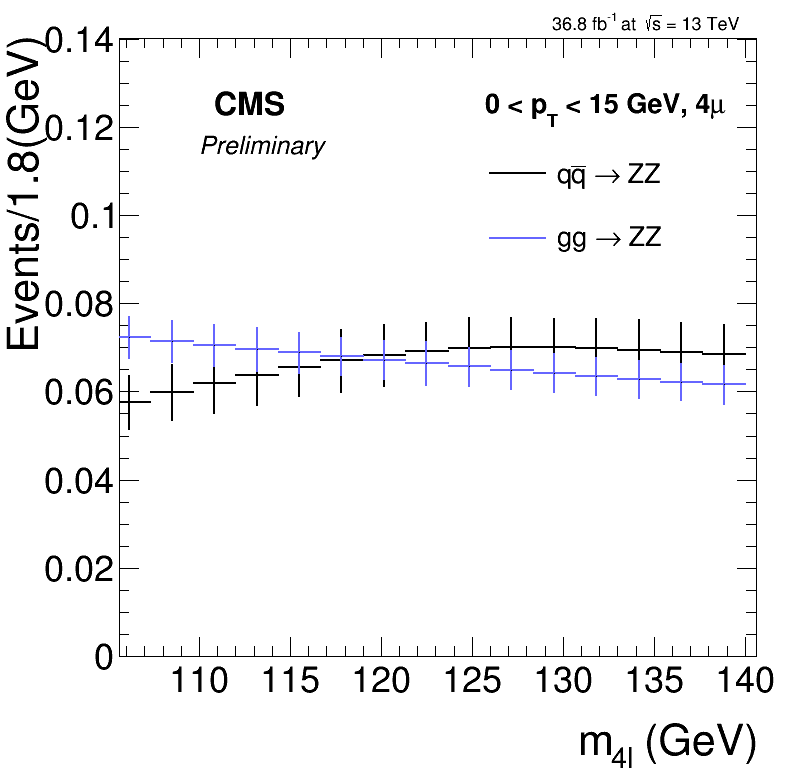 36.8 fb⁻¹ at √s = 13 TeV
Events/1.8(GeV)
0.14
0.12
0.1
0.08
0.06
0.04
0.02
0
CMS
Preliminary
0 < p_T < 15 GeV, 4μ
qq̅ → ZZ
gg → ZZ
110 115 120 125 130 135 140
m_4l (GeV)